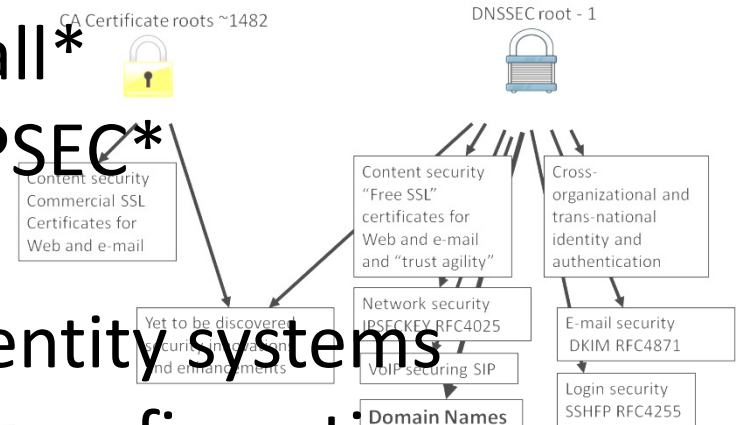 CA Certificate roots ~1482
DNSSEC root - 1
all*
PSEC*
Content security
Commercial SSL
Certificates for
Web and e-mail
Content security
“Free SSL”
certificates for
Web and e-mail
and “trust agility”
Cross-
organizational and
trans-national
identity and
authentication
Yet to be discovered
security innovations
and enhancements
entity systems
Network security
IPSECKEY RFC4025
VoIP securing SIP
Domain Names
E-mail security
DKIM RFC4871
Login security
SSHFP RFC4255